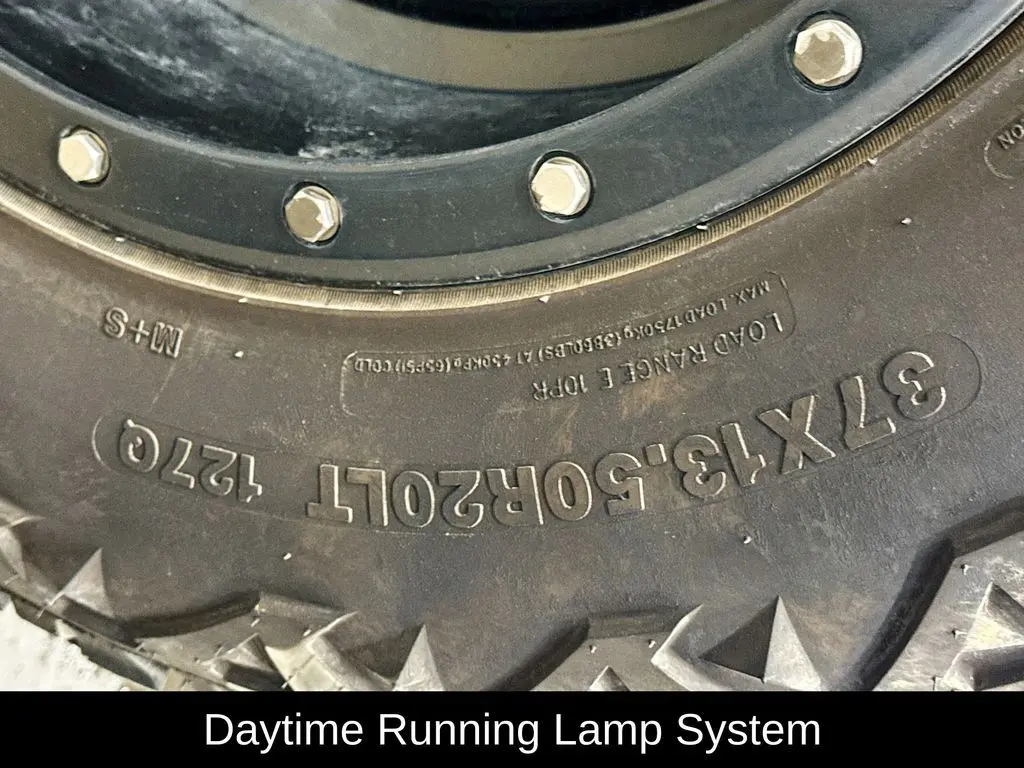 37X13.50R20LT 127Q
LOAD RANGE E 10PR
MAX. LOAD 1750Kg (3860LBS) AT 450KPa (65PSI) COLD
M+S
Daytime Running Lamp System